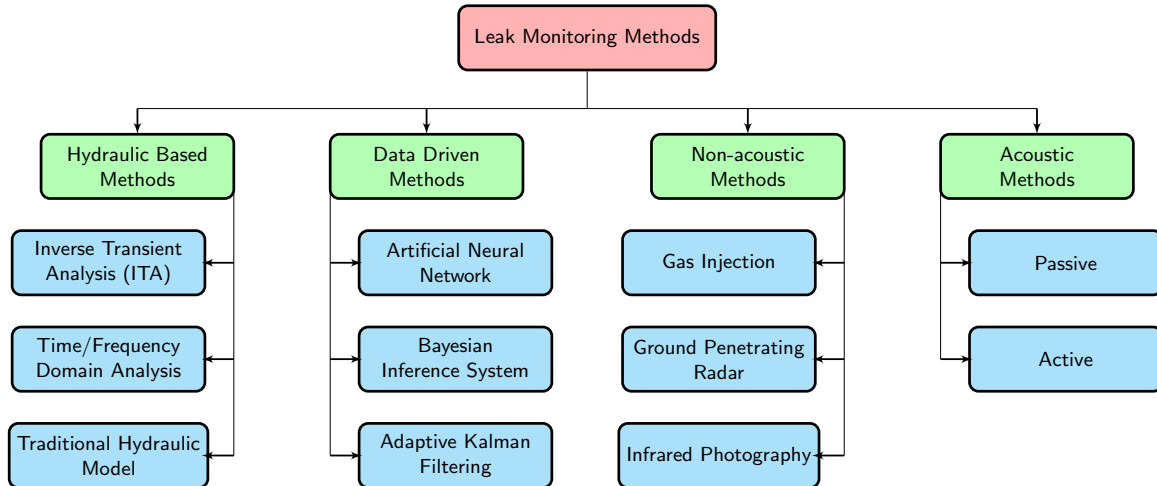 Leak Monitoring Methods
Hydraulic Based
Methods
Data Driven
Methods
Non-acoustic
Methods
Acoustic
Methods
Inverse Transient
Analysis (ITA)
Artificial Neural
Network
Gas Injection
Passive
Time/Frequency
Domain Analysis
Bayesian
Inference System
Ground Penetrating
Radar
Active
Traditional Hydraulic
Model
Adaptive Kalman
Filtering
Infrared Photography